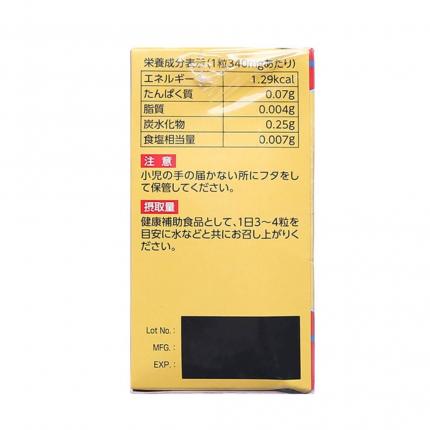 栄養成分表示(1粒340mgあたり)
エネルギー 1.29kcal
たんぱく質 0.07g
脂質 0.004g
炭水化物 0.25g
食塩相当量 0.007g
注 意
小児の手の届かない所にフタをし
て保管してください。
摂取量
健康補助食品として、1日3〜4粒を
目安に水などと共にお召し上がりく
ださい。
Lot No.:
MFG.:
EXP.: